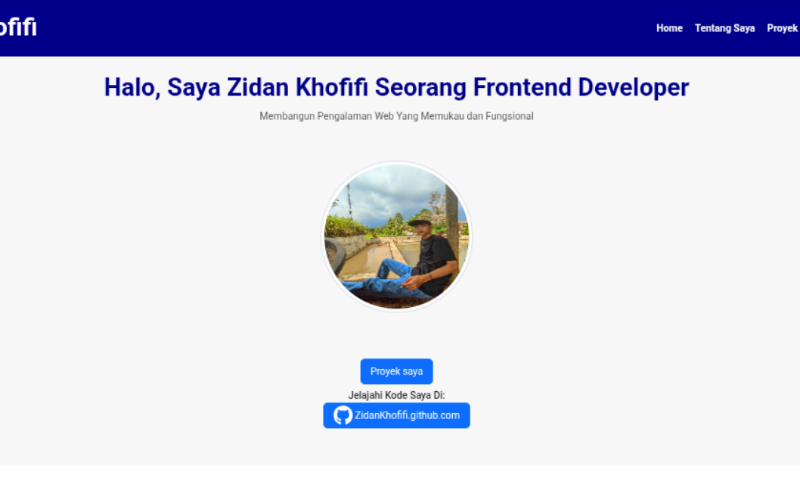 ofifi
Home Tentang Saya Proyek
Halo, Saya Zidan Khofifi Seorang Frontend Developer
Membangun Pengalaman Web Yang Memukau dan Fungsional
Proyek saya
Jelajahi Kode Saya Di:
ZidanKhofifi.github.com